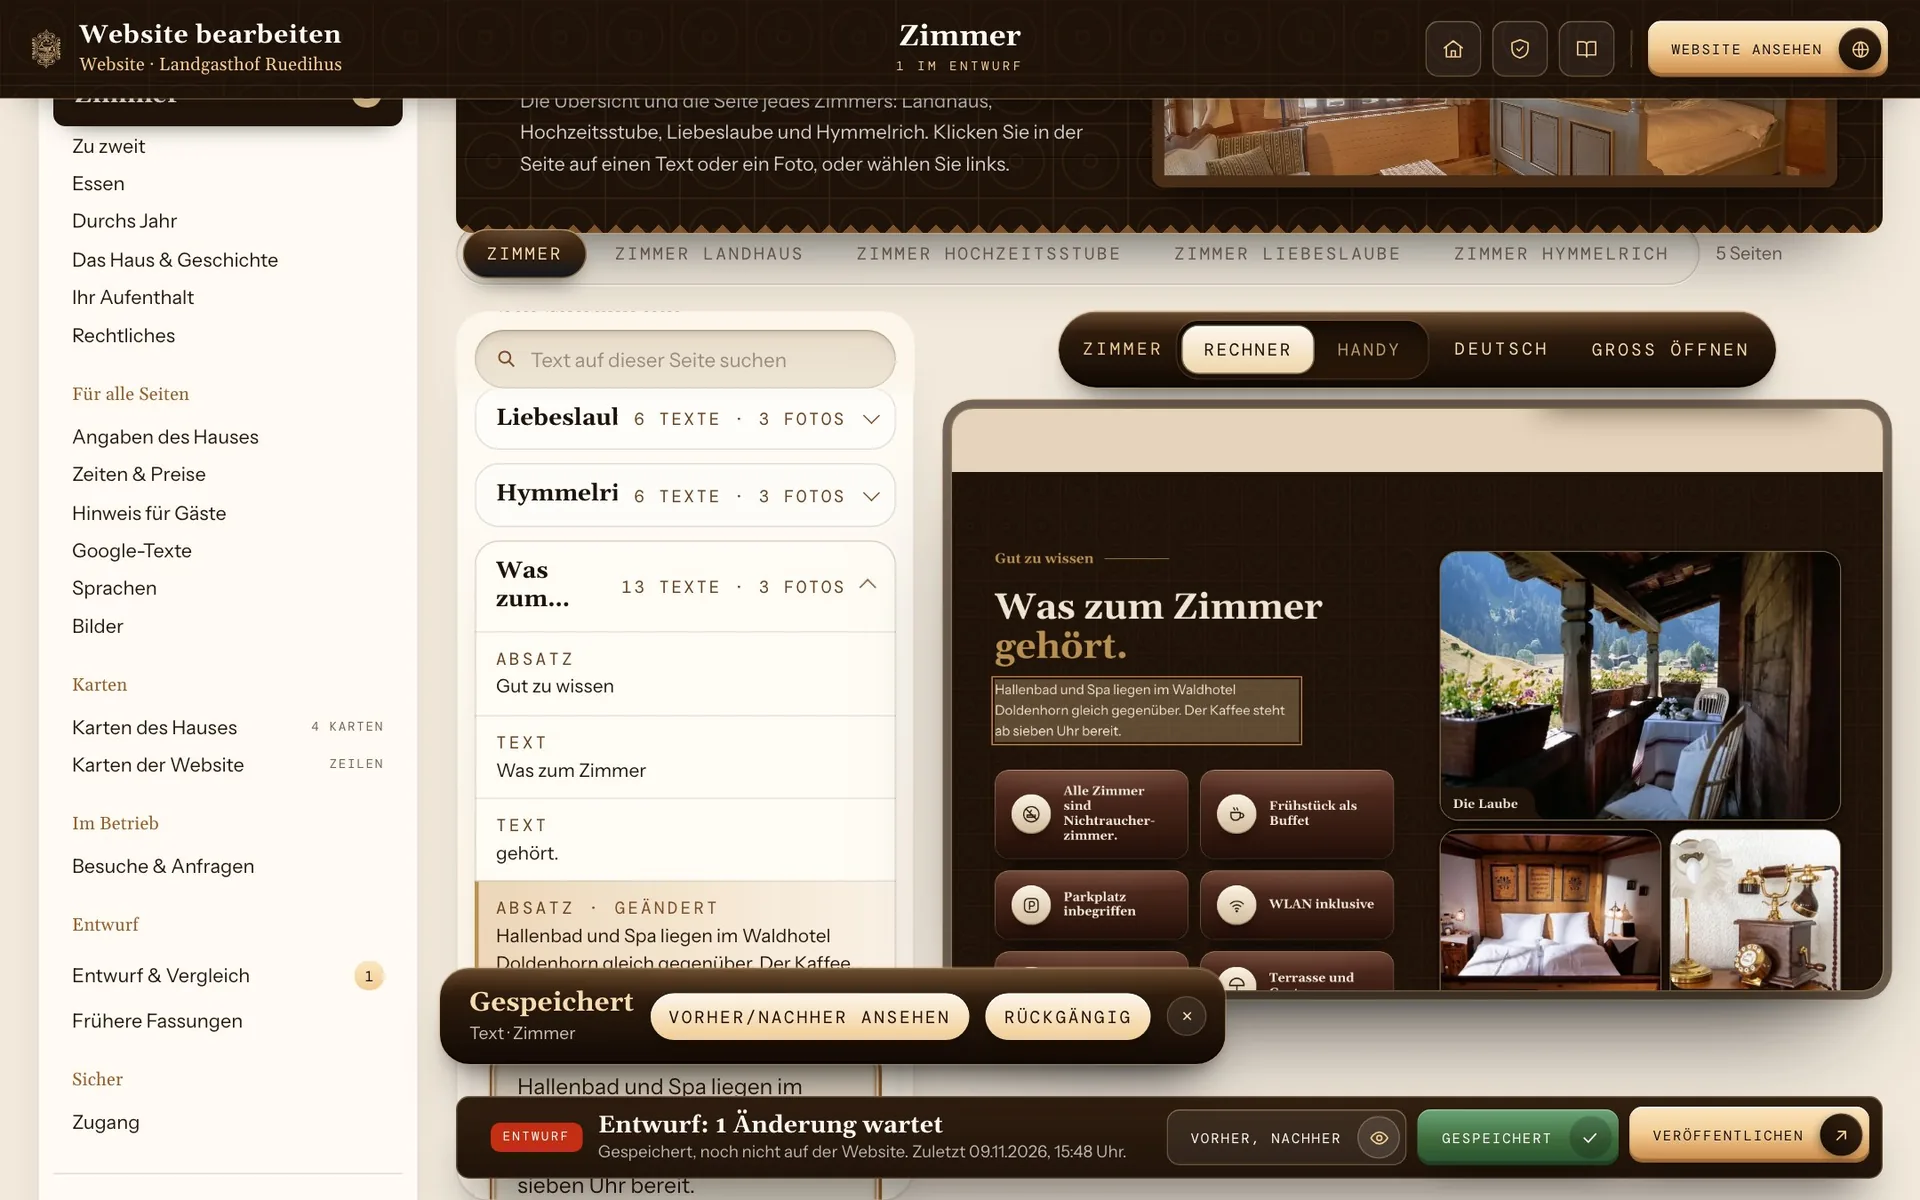 Website bearbeiten
Website · Landgasthof Ruedihus
Zimmer
1 IM ENTWURF
WEBSITE ANSEHEN
Zimmer
Zu zweit
Essen
Durchs Jahr
Das Haus & Geschichte
Ihr Aufenthalt
Rechtliches
Für alle Seiten
Angaben des Hauses
Zeiten & Preise
Hinweis für Gäste
Google-Texte
Sprachen
Bilder
Karten
Karten des Hauses
4 KARTEN
Karten der Website
ZEILEN
Im Betrieb
Besuche & Anfragen
Entwurf
Entwurf & Vergleich
1
Frühere Fassungen
Sicher
Zugang
Die Übersicht und die Seite jedes Zimmers: Landhaus,
Hochzeitsstube, Liebeslaube und Hymmelrich. Klicken Sie in der
Seite auf einen Text oder ein Foto, oder wählen Sie links.
ZIMMER
ZIMMER LANDHAUS
ZIMMER HOCHZEITSSTUBE
ZIMMER LIEBESLAUBE
ZIMMER HYMMELRICH
5 Seiten
Text auf dieser Seite suchen
Liebeslaul
6 TEXTE · 3 FOTOS
Hymmelri
6 TEXTE · 3 FOTOS
Was
zum...
13 TEXTE · 3 FOTOS
ABSATZ
Gut zu wissen
TEXT
Was zum Zimmer
TEXT
gehört.
ABSATZ · GEÄNDERT
Hallenbad und Spa liegen im Waldhotel
Doldenhorn gleich gegenüber. Der Kaffee
ZIMMER
RECHNER
HANDY
DEUTSCH
GROSS ÖFFNEN
Gut zu wissen
Was zum Zimmer
gehört.
Hallenbad und Spa liegen im Waldhotel
Doldenhorn gleich gegenüber. Der Kaffee steht
ab sieben Uhr bereit.
Alle Zimmer
sind
Nichtraucher-
zimmer.
Frühstück als
Buffet
Parkplatz
inbegriffen
WLAN inklusive
Terrasse und
Die Laube
Gespeichert
Text · Zimmer
VORHER/NACHHER ANSEHEN
RÜCKGÄNGIG
Hallenbad und Spa liegen im
ENTWURF
Entwurf: 1 Änderung wartet
Gespeichert, noch nicht auf der Website. Zuletzt 09.11.2026, 15:48 Uhr.
VORHER, NACHHER
GESPEICHERT
VERÖFFENTLICHEN
sieben Uhr bereit.